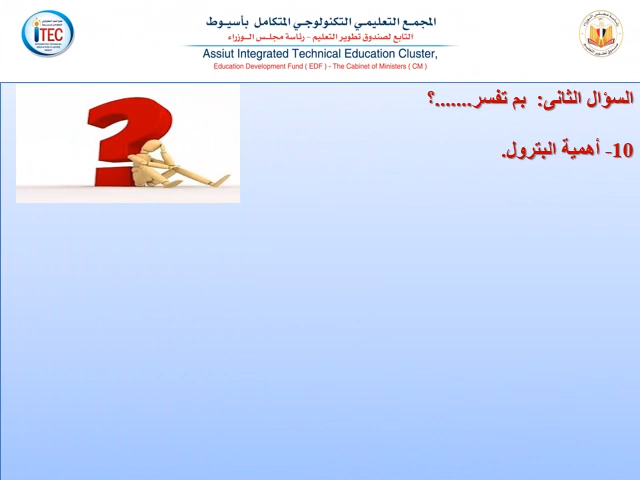 المجمع التعليمي التكنولوجي المتكامل بأسيوط
التابع لصندوق تطوير التعليم - رئاسة مجلس الوزراء
Assiut Integrated Technical Education Cluster,
Education Development Fund ( EDF ) - The Cabinet of Ministers ( CM )
iTEC
السؤال الثانى: بم تفسر.......؟
10- أهمية البترول.